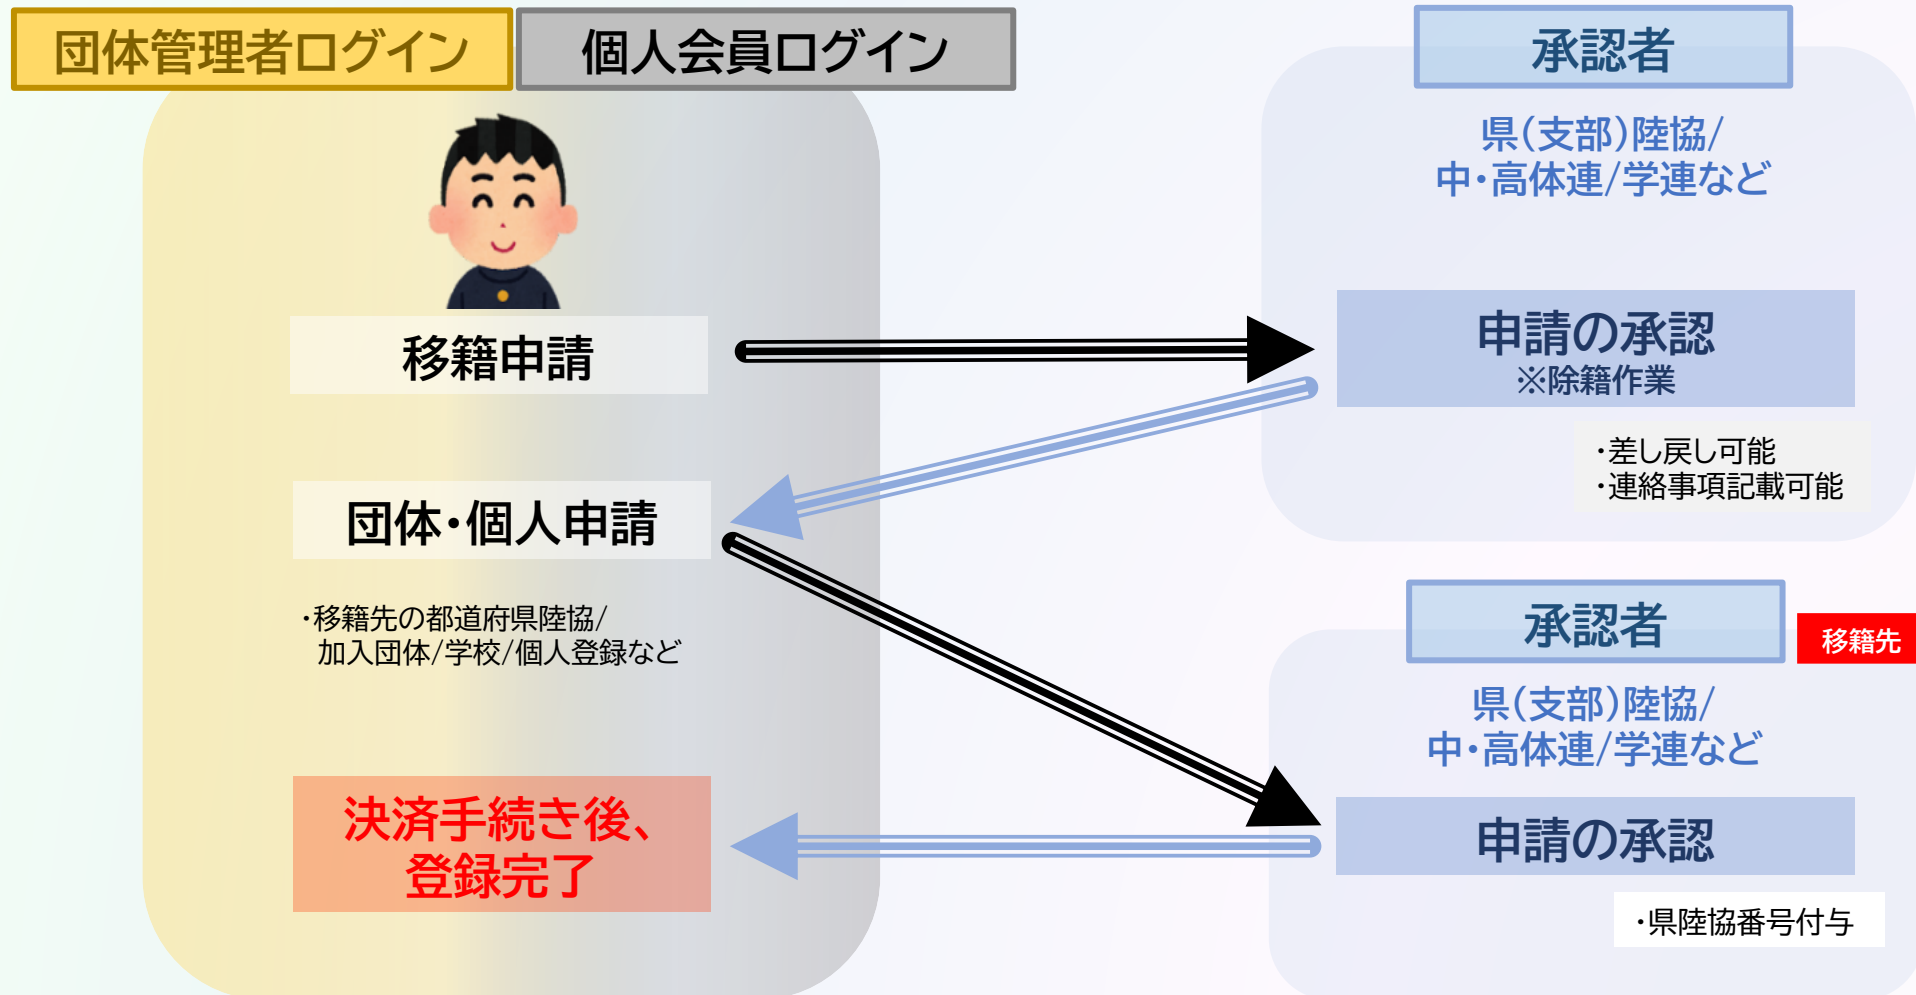 団体管理者ログイン
個人会員ログイン
移籍申請
団体・個人申請
・移籍先の都道府県陸協/
加入団体/学校/個人登録など
決済手続き後、
登録完了
承認者
県(支部)陸協/
中・高体連/学連など
申請の承認
※除籍作業
・差し戻し可能
・連絡事項記載可能
承認者
移籍先
県(支部)陸協/
中・高体連/学連など
申請の承認
・県陸協番号付与